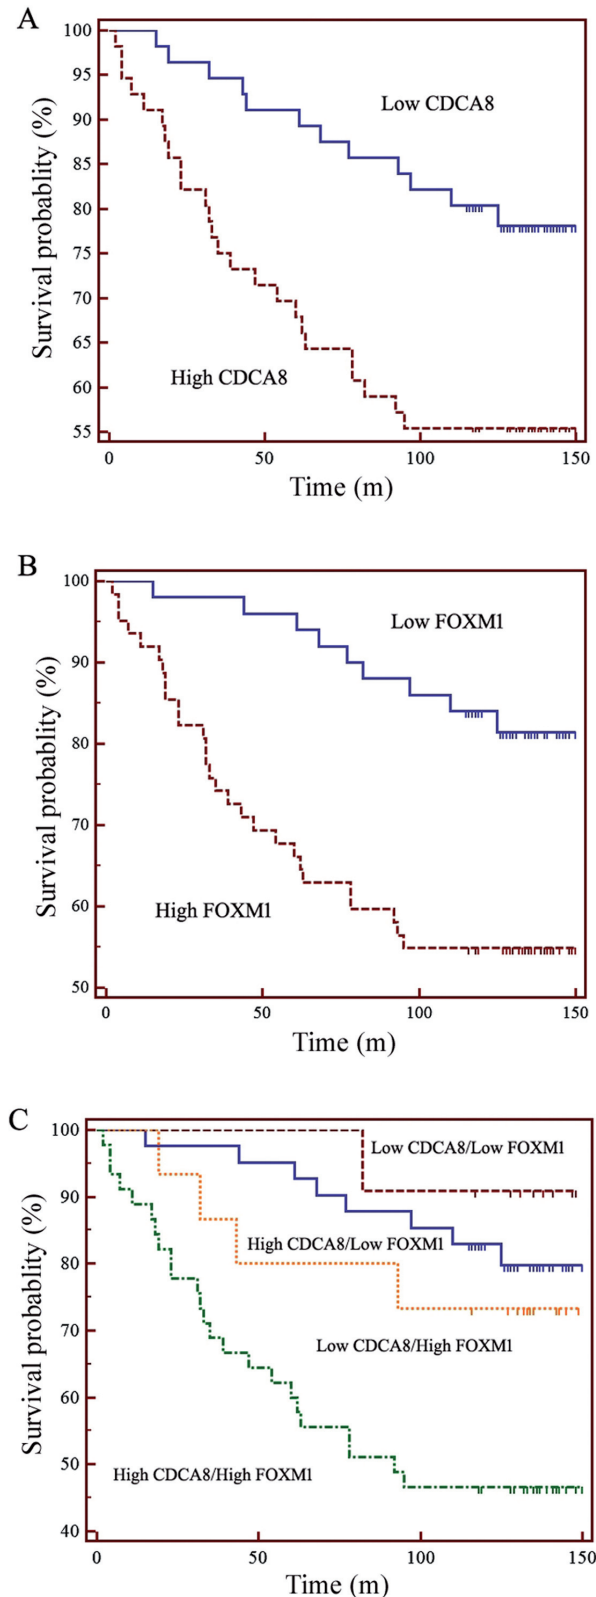 A
100
95
90
85
80
75
70
65
60
55
Survival probablity (%)
Low CDCA8
High CDCA8
0 50 100 150
Time (m)
B
100
90
80
70
60
50
Survival probablity (%)
Low FOXM1
High FOXM1
0 50 100 150
Time (m)
C
100
90
80
70
60
50
40
Survival probablity (%)
Low CDCA8/Low FOXM1
High CDCA8/Low FOXM1
Low CDCA8/High FOXM1
High CDCA8/High FOXM1
0 50 100 150
Time (m)